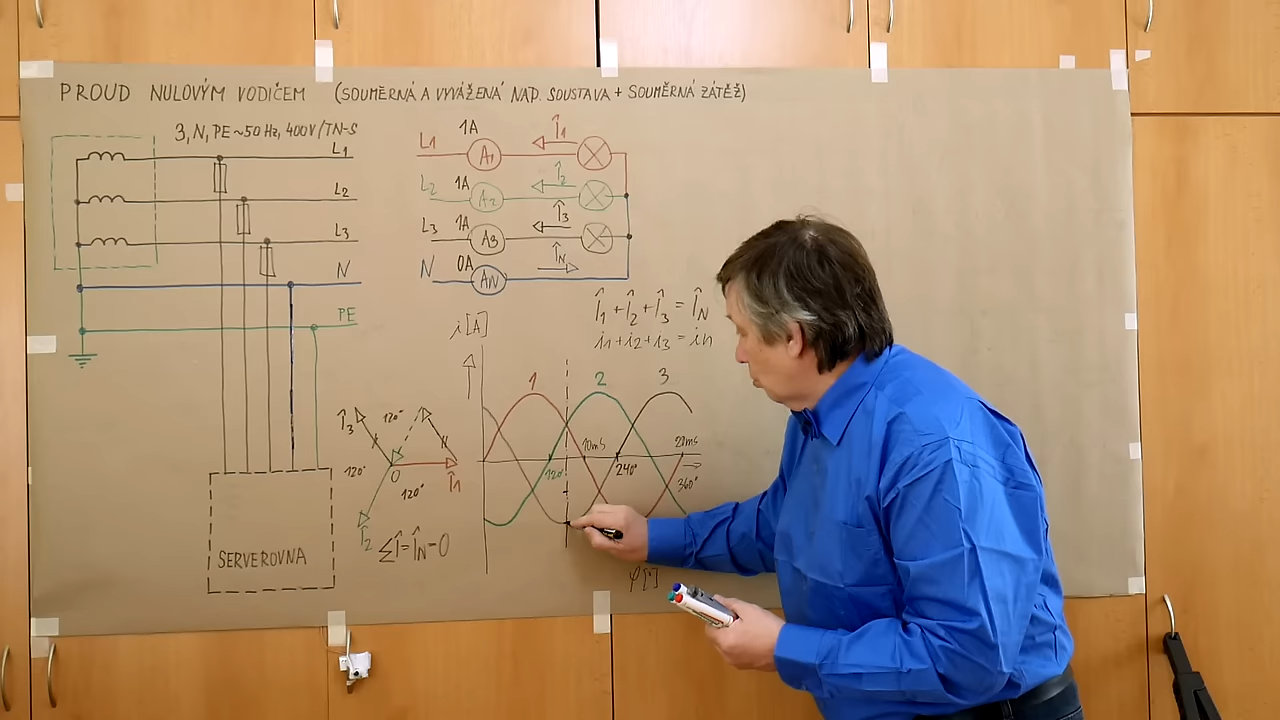 PROUD NULOVÝM VODIČEM (SOUMĚRNÁ A VYVÁŽENÁ NAP. SOUSTAVA + SOUMĚRNÁ ZÁTĚŽ)
3, N, PE ~ 50 Hz, 400V/TN-S
L1
L2
L3
N
PE
SERVEROVNA
L1 1A A1 Î1
L2 1A A2 Î2
L3 1A A3 Î3
N 0A AN ÎN
Î1 + Î2 + Î3 = ÎN
i1 + i2 + i3 = in
Î3 120°
120° 0 Î1
120°
Î2 ΣÎ = ÎN = 0
i [A]
1 2 3
10ms 20ms
120° 240° 360°
φ[°]